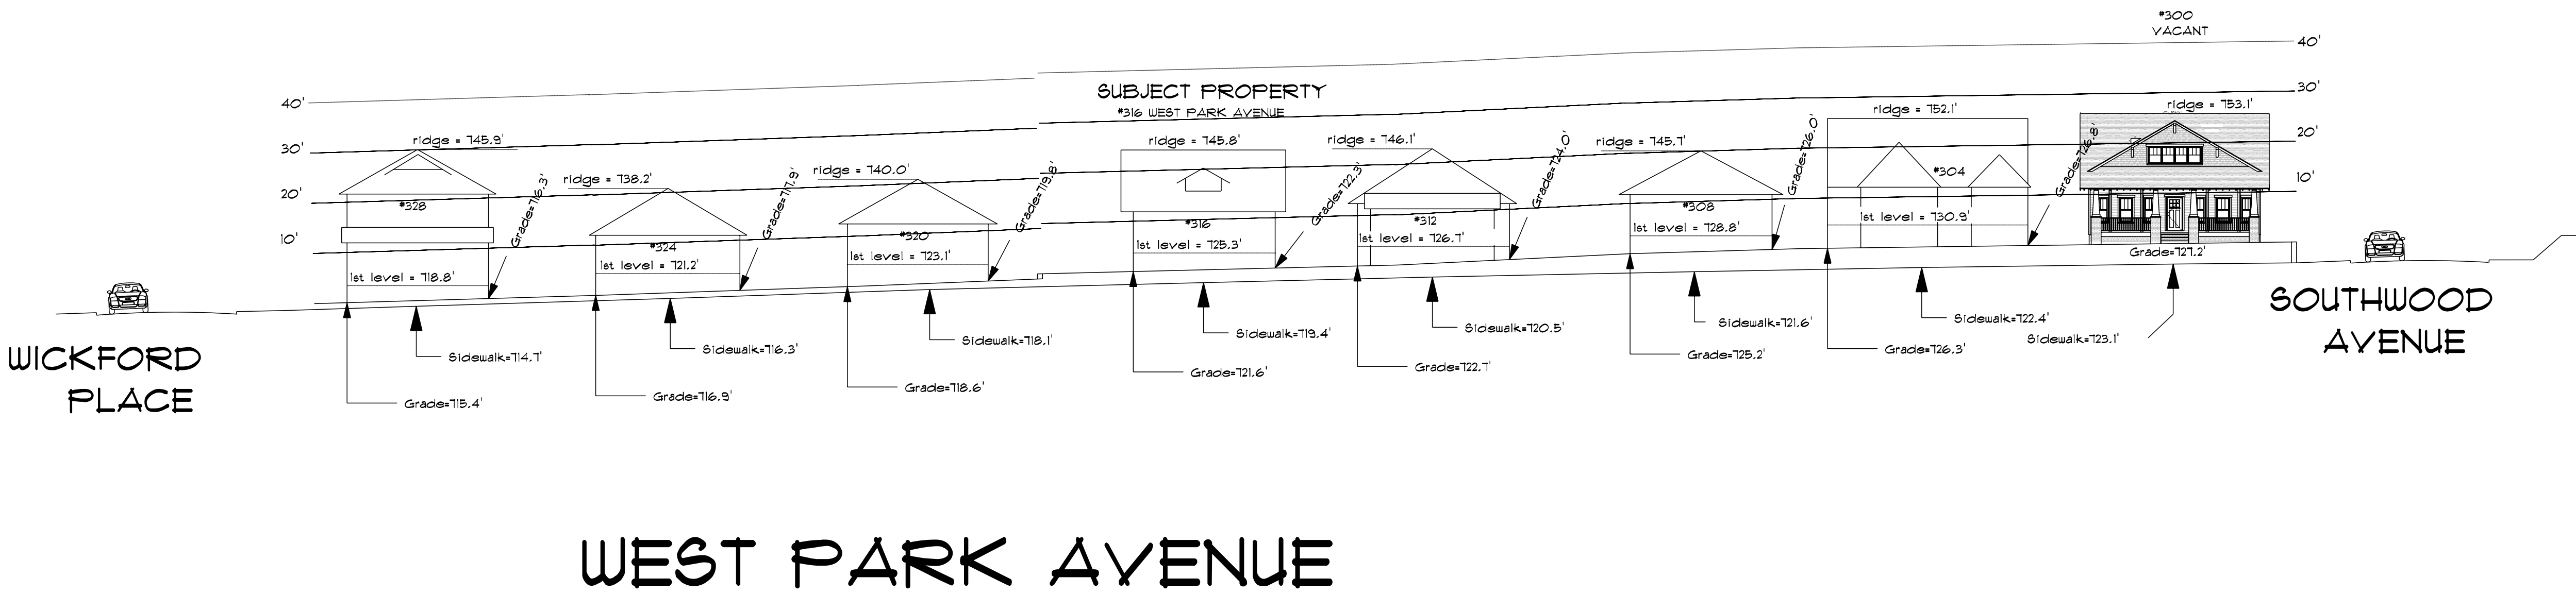 #300
VACANT
40'
40'
SUBJECT PROPERTY
#316 WEST PARK AVENUE
30'
30'
ridge = 745.9'
ridge = 738.2'
ridge = 740.0'
ridge = 745.8'
ridge = 746.1'
ridge = 745.7'
ridge = 752.1'
ridge = 753.1'
20'
20'
10'
10'
#328
#324
#320
#316
#312
#308
#304
1st level = 718.8'
1st level = 721.2'
1st level = 723.1'
1st level = 725.3'
1st level = 726.7'
1st level = 728.8'
1st level = 730.9'
Grade=716.3'
Grade=717.9'
Grade=719.8'
Grade=722.3'
Grade=724.0'
Grade=726.0'
Grade=726.8'
Grade=727.2'
Sidewalk=714.7'
Sidewalk=716.3'
Sidewalk=718.1'
Sidewalk=719.4'
Sidewalk=720.5'
Sidewalk=721.6'
Sidewalk=722.4'
Sidewalk=723.1'
Grade=715.4'
Grade=716.9'
Grade=718.6'
Grade=721.6'
Grade=722.7'
Grade=725.2'
Grade=726.3'
WICKFORD
PLACE
SOUTHWOOD
AVENUE
WEST PARK AVENUE